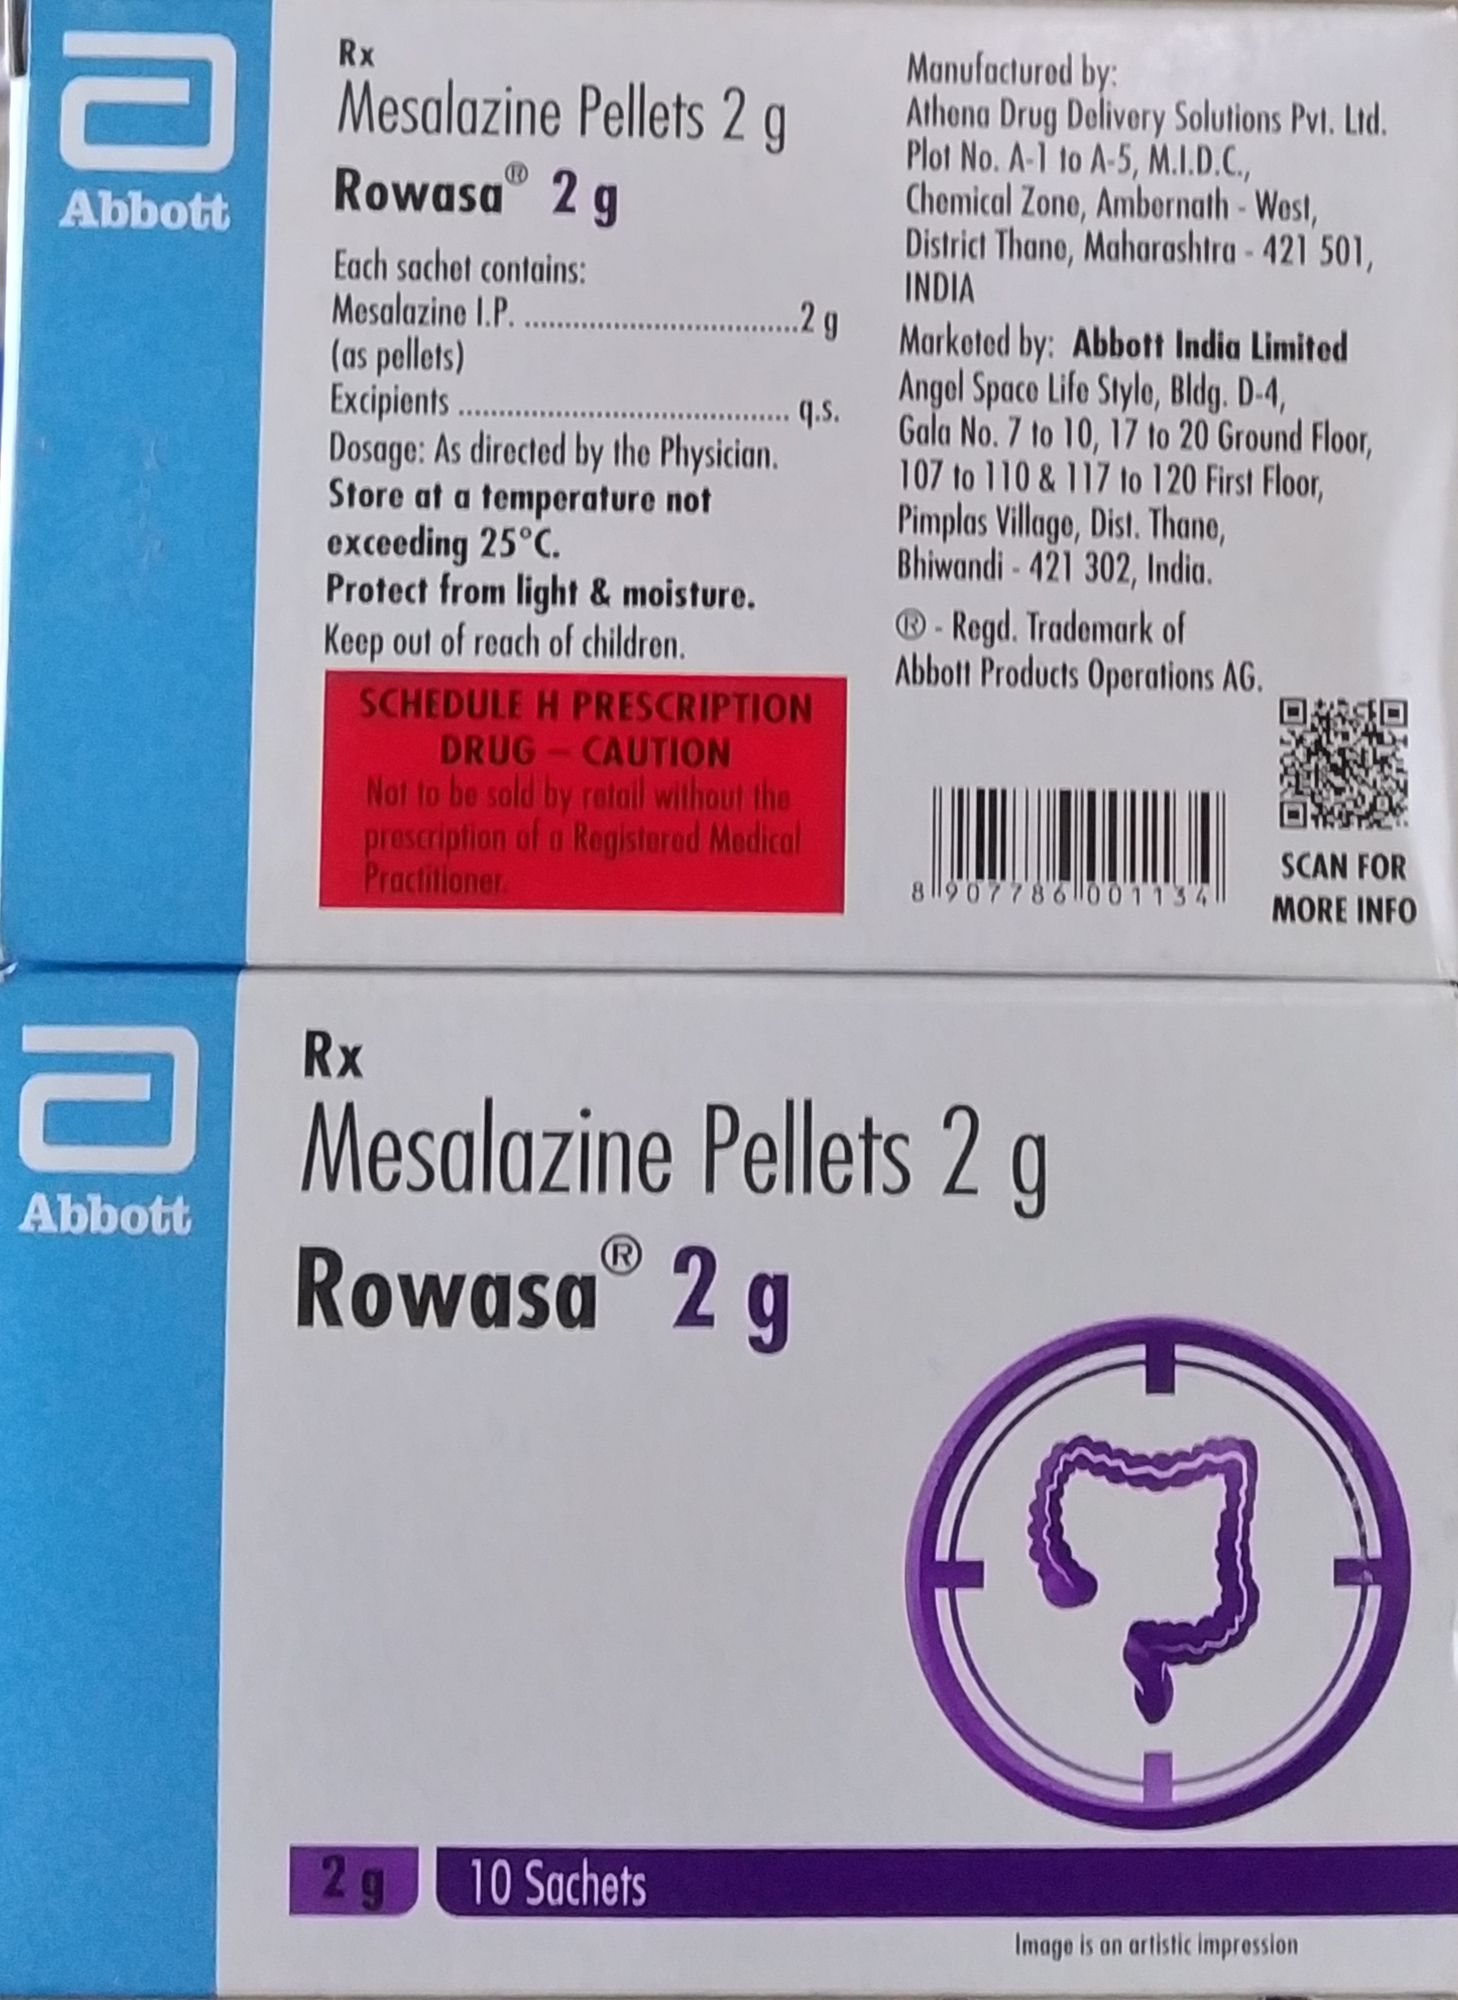 Abbott
Rx
Mesalazine Pellets 2 g
Rowasa® 2 g
Each sachet contains:
Mesalazine I.P. ................................2 g
(as pellets)
Excipients ...................................... q.s.
Dosage: As directed by the Physician.
Store at a temperature not
exceeding 25°C.
Protect from light & moisture.
Keep out of reach of children.
SCHEDULE H PRESCRIPTION
DRUG – CAUTION
Not to be sold by retail without the
prescription of a Registered Medical
Practitioner.
Manufactured by:
Athena Drug Delivery Solutions Pvt. Ltd.
Plot No. A-1 to A-5, M.I.D.C.,
Chemical Zone, Ambernath - West,
District Thane, Maharashtra - 421 501,
INDIA
Marketed by: Abbott India Limited
Angel Space Life Style, Bldg. D-4,
Gala No. 7 to 10, 17 to 20 Ground Floor,
107 to 110 & 117 to 120 First Floor,
Pimplas Village, Dist. Thane,
Bhiwandi - 421 302, India.
® - Regd. Trademark of
Abbott Products Operations AG.
8 907786 001134
SCAN FOR
MORE INFO
Abbott
Rx
Mesalazine Pellets 2 g
Rowasa® 2 g
2 g 10 Sachets
Image is an artistic impression